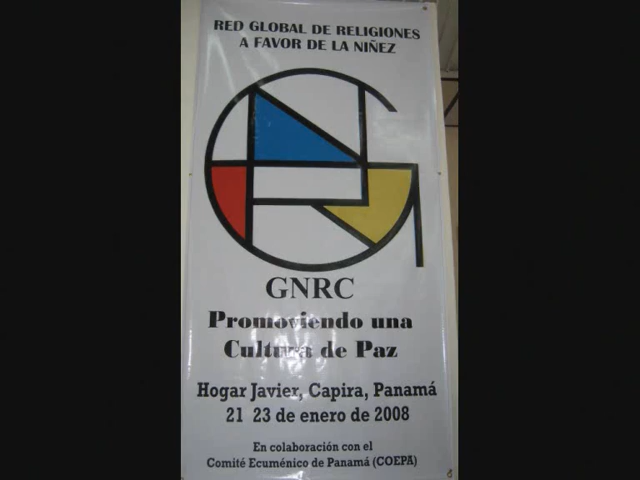 RED GLOBAL DE RELIGIONES
A FAVOR DE LA NIÑEZ
GNRC
Promoviendo una
Cultura de Paz
Hogar Javier, Capira, Panamá
21 23 de enero de 2008
En colaboración con el
Comité Ecuménico de Panamá (COEPA)